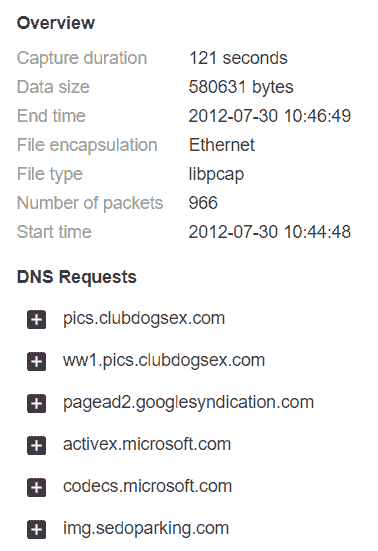 Overview
Capture duration 121 seconds
Data size 580631 bytes
End time 2012-07-30 10:46:49
File encapsulation Ethernet
File type libpcap
Number of packets 966
Start time 2012-07-30 10:44:48
DNS Requests
pics.clubdogsex.com
ww1.pics.clubdogsex.com
pagead2.googlesyndication.com
activex.microsoft.com
codecs.microsoft.com
img.sedoparking.com